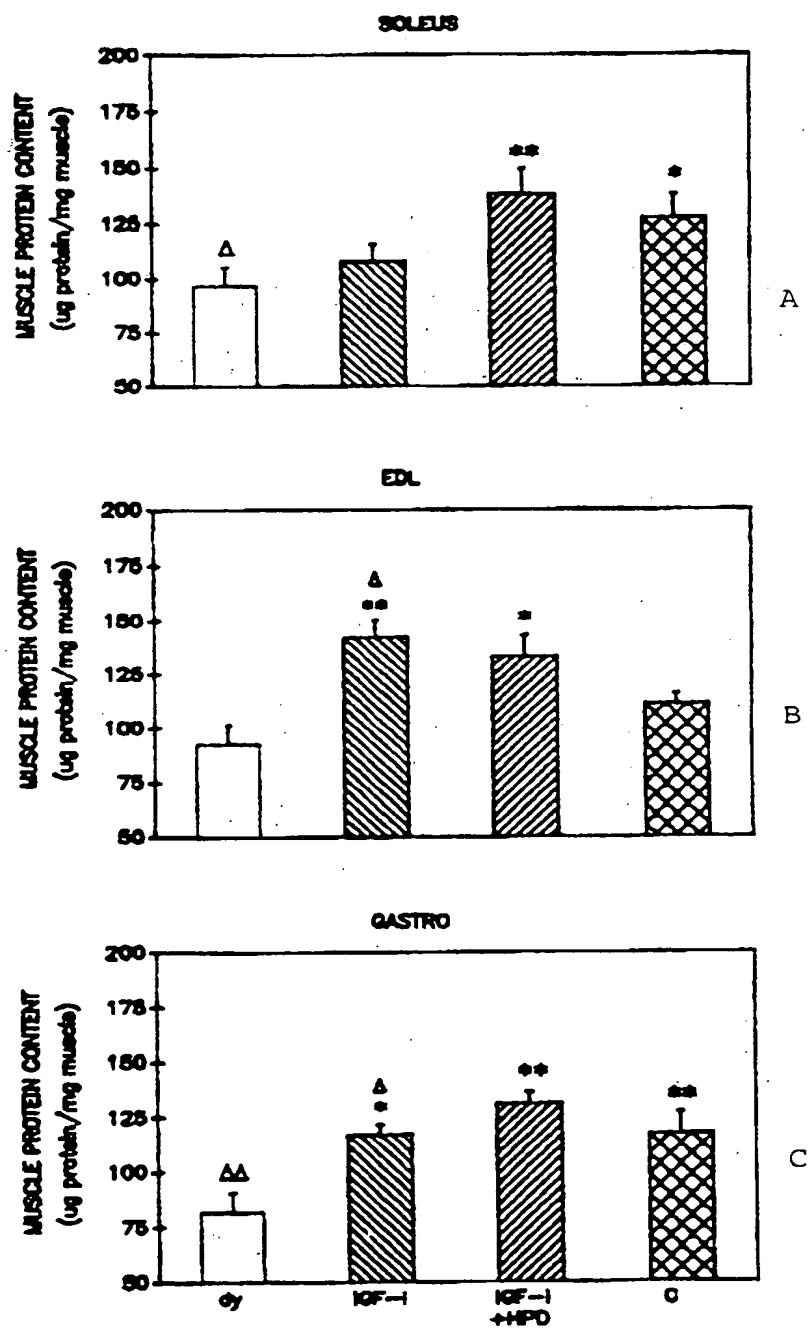 SOLEUS
MUSCLE PROTEIN CONTENT
(ug protein/mg muscle)
200
175
150
125
100
75
50
Δ
**
*
A
EDL
MUSCLE PROTEIN CONTENT
(ug protein/mg muscle)
200
175
150
125
100
75
50
Δ
**
*
B
GASTRO
MUSCLE PROTEIN CONTENT
(ug protein/mg muscle)
200
175
150
125
100
75
50
ΔΔ
Δ
*
**
**
C
dy IGF-I IGF-I C
+HPD